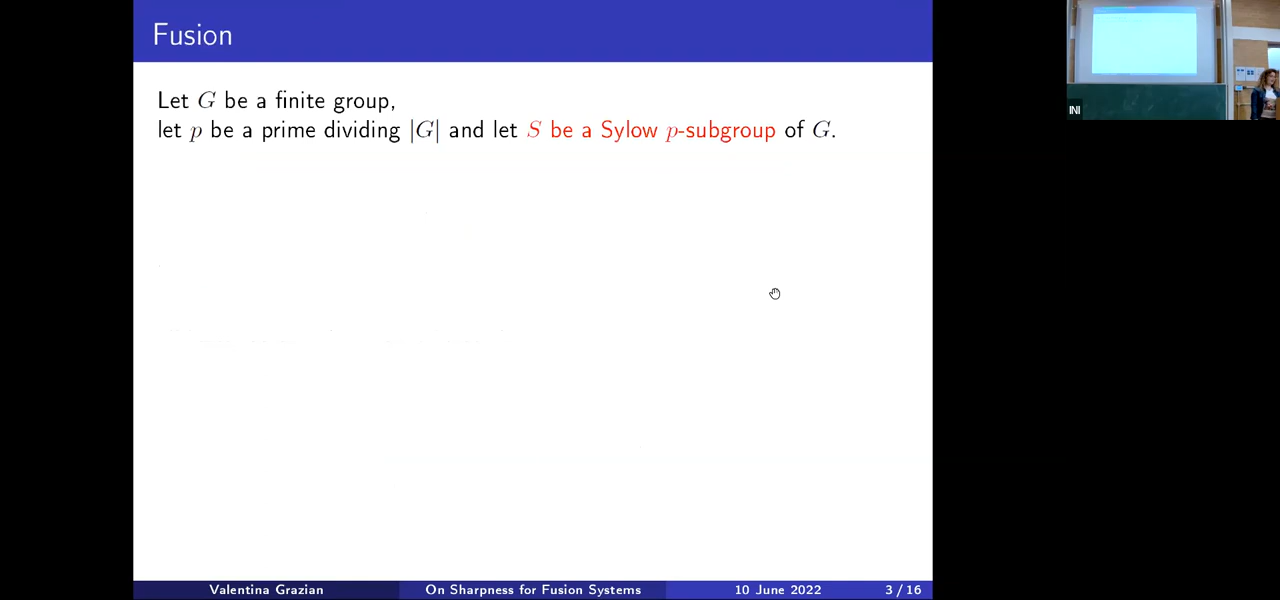 Fusion
Let G be a finite group,
let p be a prime dividing |G| and let S be a Sylow p-subgroup of G.
INI
Valentina Grazian On Sharpness for Fusion Systems 10 June 2022 3 / 16